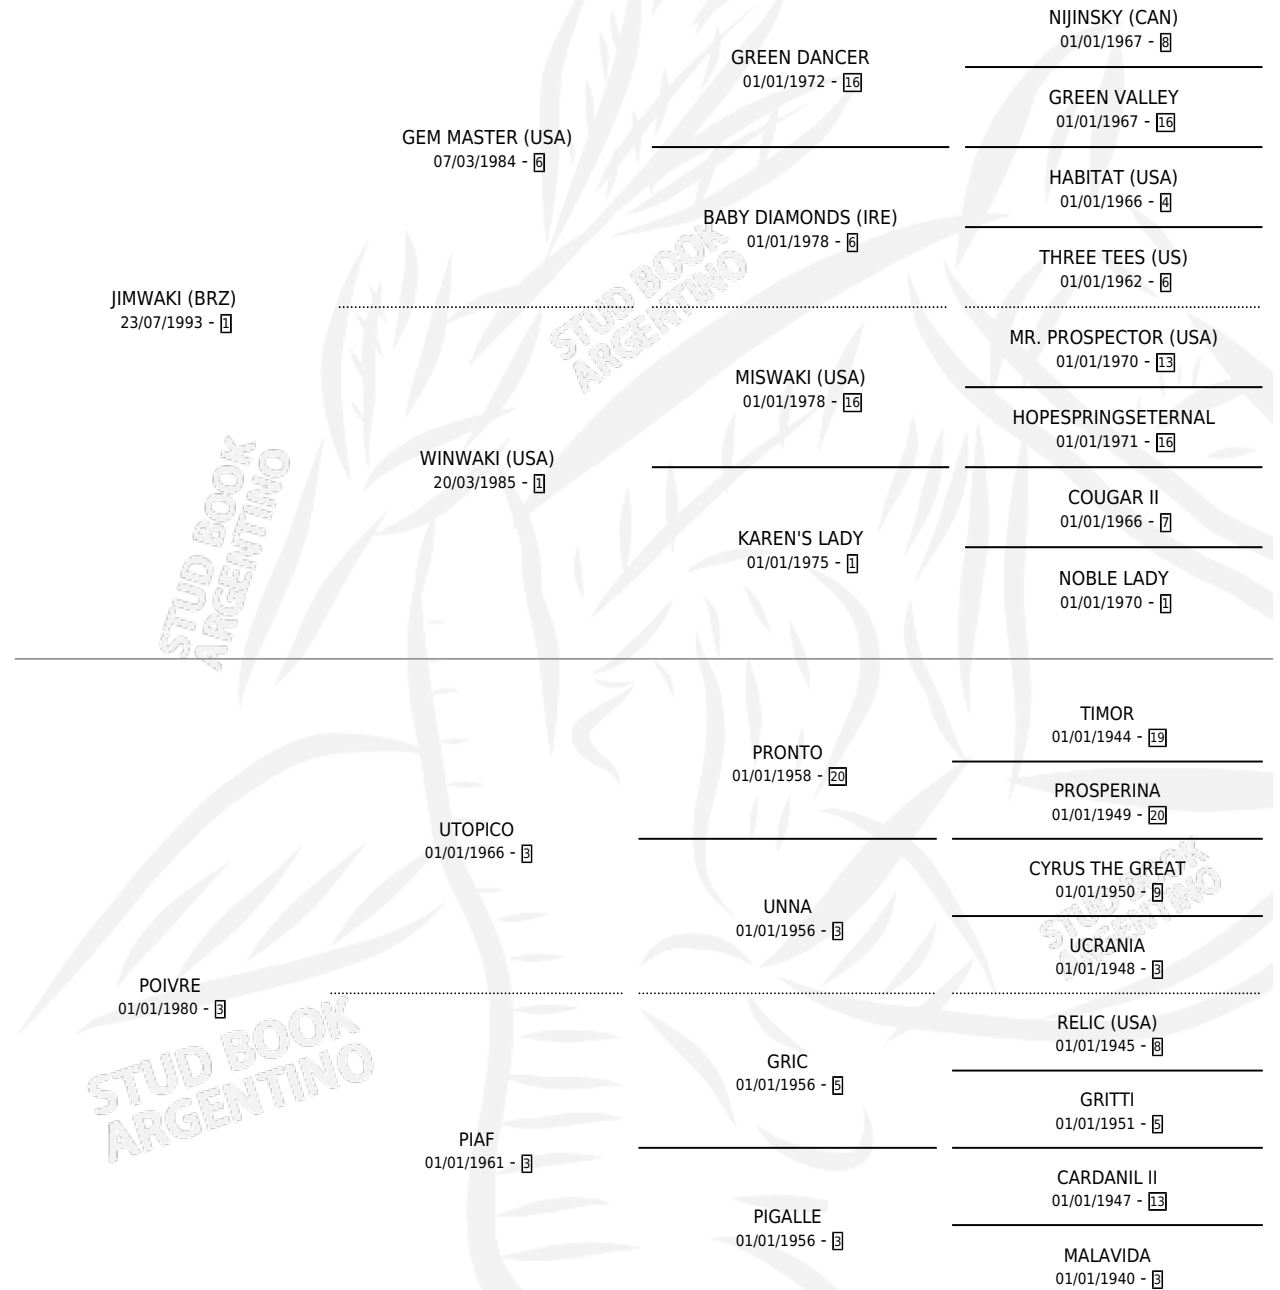 NIJINSKY (CAN)
01/01/1967 - 8
GREEN DANCER
01/01/1972 - 16
GREEN VALLEY
01/01/1967 - 16
GEM MASTER (USA)
07/03/1984 - 6
HABITAT (USA)
01/01/1966 - 4
BABY DIAMONDS (IRE)
01/01/1978 - 6
THREE TEES (US)
01/01/1962 - 6
JIMWAKI (BRZ)
23/07/1993 - 1
MR. PROSPECTOR (USA)
01/01/1970 - 13
MISWAKI (USA)
01/01/1978 - 16
HOPESPRINGSETERNAL
01/01/1971 - 16
WINWAKI (USA)
20/03/1985 - 1
COUGAR II
01/01/1966 - 7
KAREN'S LADY
01/01/1975 - 1
NOBLE LADY
01/01/1970 - 1
TIMOR
01/01/1944 - 19
PRONTO
01/01/1958 - 20
PROSPERINA
01/01/1949 - 20
UTOPICO
01/01/1966 - 3
CYRUS THE GREAT
01/01/1950 - 9
UNNA
01/01/1956 - 3
UCRANIA
01/01/1948 - 3
POIVRE
01/01/1980 - 3
RELIC (USA)
01/01/1945 - 8
GRIC
01/01/1956 - 5
GRITTI
01/01/1951 - 5
PIAF
01/01/1961 - 3
CARDANIL II
01/01/1947 - 13
PIGALLE
01/01/1956 - 3
MALAVIDA
01/01/1940 - 3
STUD BOOK
ARGENTINO
STUD BOOK
ARGENTINO
STUD BOOK
ARGENTINO
STUD BOOK
ARGENTINO